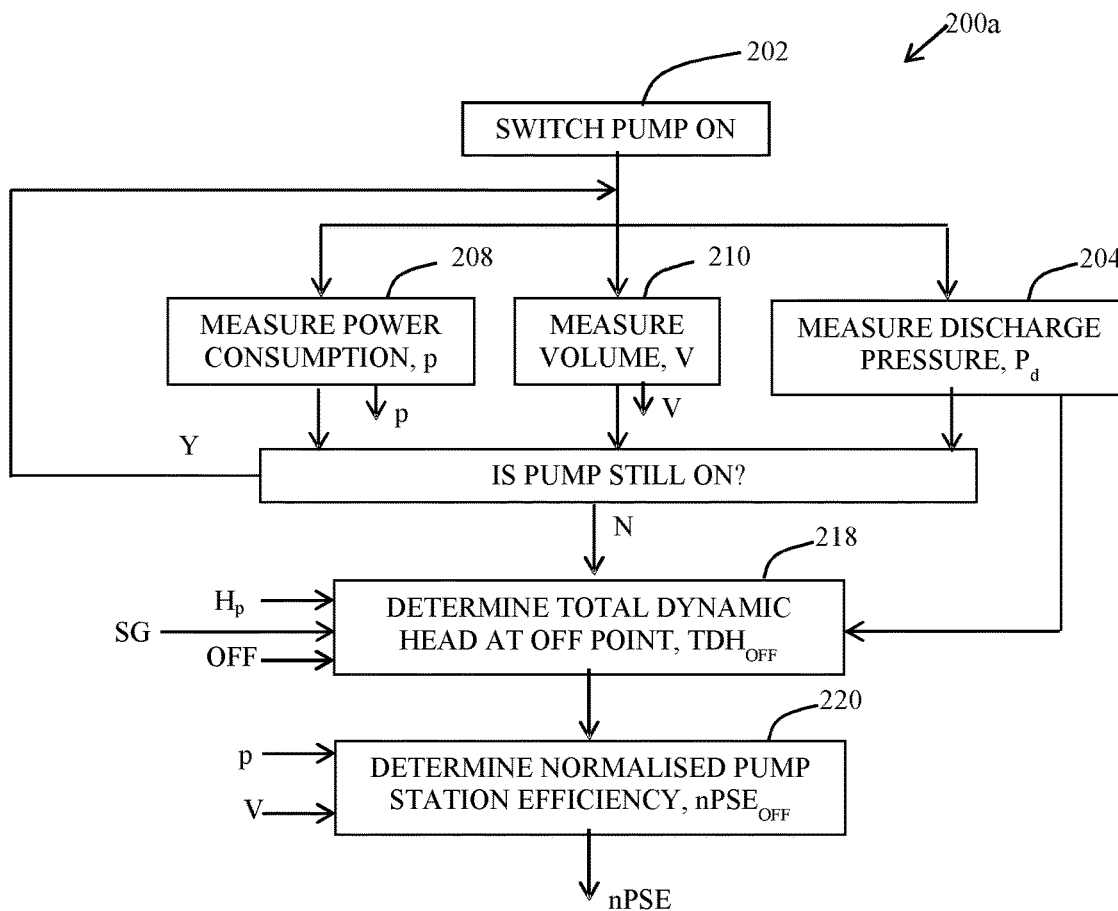 200a
202
SWITCH PUMP ON
208
210
204
MEASURE POWER
CONSUMPTION, p
MEASURE
VOLUME, V
MEASURE DISCHARGE
PRESSURE, Pd
p
V
Y
IS PUMP STILL ON?
N
218
Hp
SG
OFF
DETERMINE TOTAL DYNAMIC
HEAD AT OFF POINT, TDHOFF
220
p
V
DETERMINE NORMALISED PUMP
STATION EFFICIENCY, nPSEOFF
nPSE